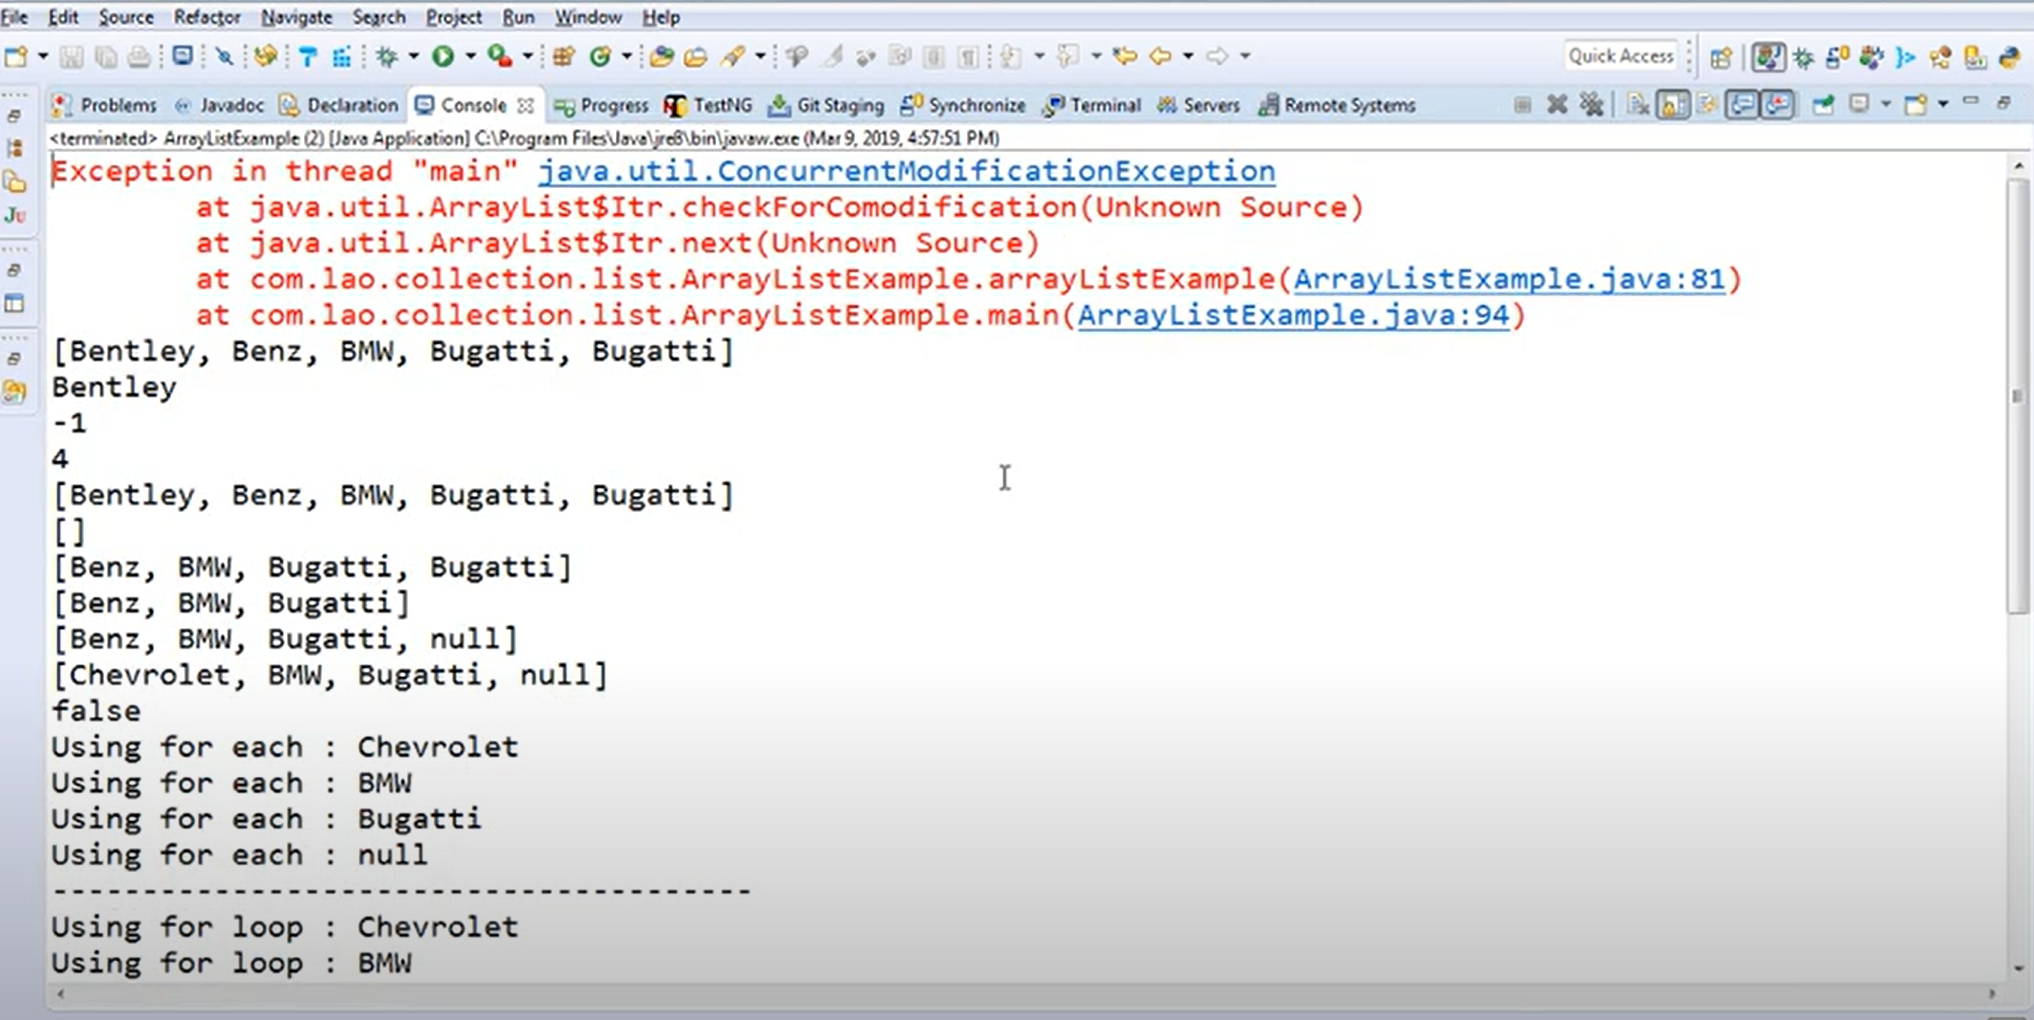 File Edit Source Refactor Navigate Search Project Run Window Help
Quick Access
Problems Javadoc Declaration Console Progress TestNG Git Staging Synchronize Terminal Servers Remote Systems
<terminated> ArrayListExample (2) [Java Application] C:\Program Files\Java\jre8\bin\javaw.exe (Mar 9, 2019, 4:57:51 PM)
Exception in thread "main" java.util.ConcurrentModificationException
at java.util.ArrayList$Itr.checkForComodification(Unknown Source)
at java.util.ArrayList$Itr.next(Unknown Source)
at com.lao.collection.list.ArrayListExample.arrayListExample(ArrayListExample.java:81)
at com.lao.collection.list.ArrayListExample.main(ArrayListExample.java:94)
[Bentley, Benz, BMW, Bugatti, Bugatti]
Bentley
-1
4
[Bentley, Benz, BMW, Bugatti, Bugatti]
[]
[Benz, BMW, Bugatti, Bugatti]
[Benz, BMW, Bugatti]
[Benz, BMW, Bugatti, null]
[Chevrolet, BMW, Bugatti, null]
false
Using for each : Chevrolet
Using for each : BMW
Using for each : Bugatti
Using for each : null
---------------------------------------
Using for loop : Chevrolet
Using for loop : BMW